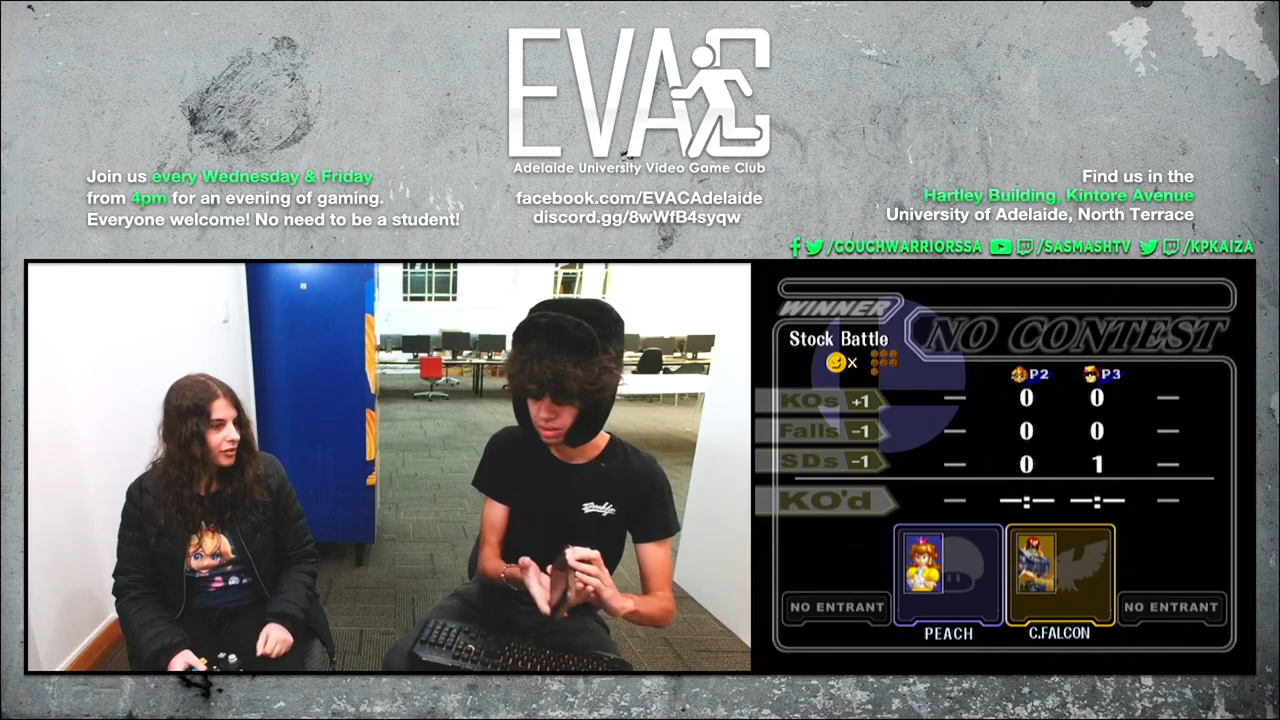 EVAC
Adelaide University Video Game Club
facebook.com/EVACAdelaide
discord.gg/8wWfB4syqw
Join us every Wednesday & Friday
from 4pm for an evening of gaming.
Everyone welcome! No need to be a student!
Find us in the
Hartley Building, Kintore Avenue
University of Adelaide, North Terrace
/COUCHWARRIORSSA /SASMASHTV /KPKAIZA
WINNER
NO CONTEST
Stock Battle
X
P2 P3
KOs +1 — 0 0 —
Falls -1 — 0 0 —
SDs -1 — 0 1 —
KO'd — –:– –:– —
NO ENTRANT
PEACH
C.FALCON
NO ENTRANT